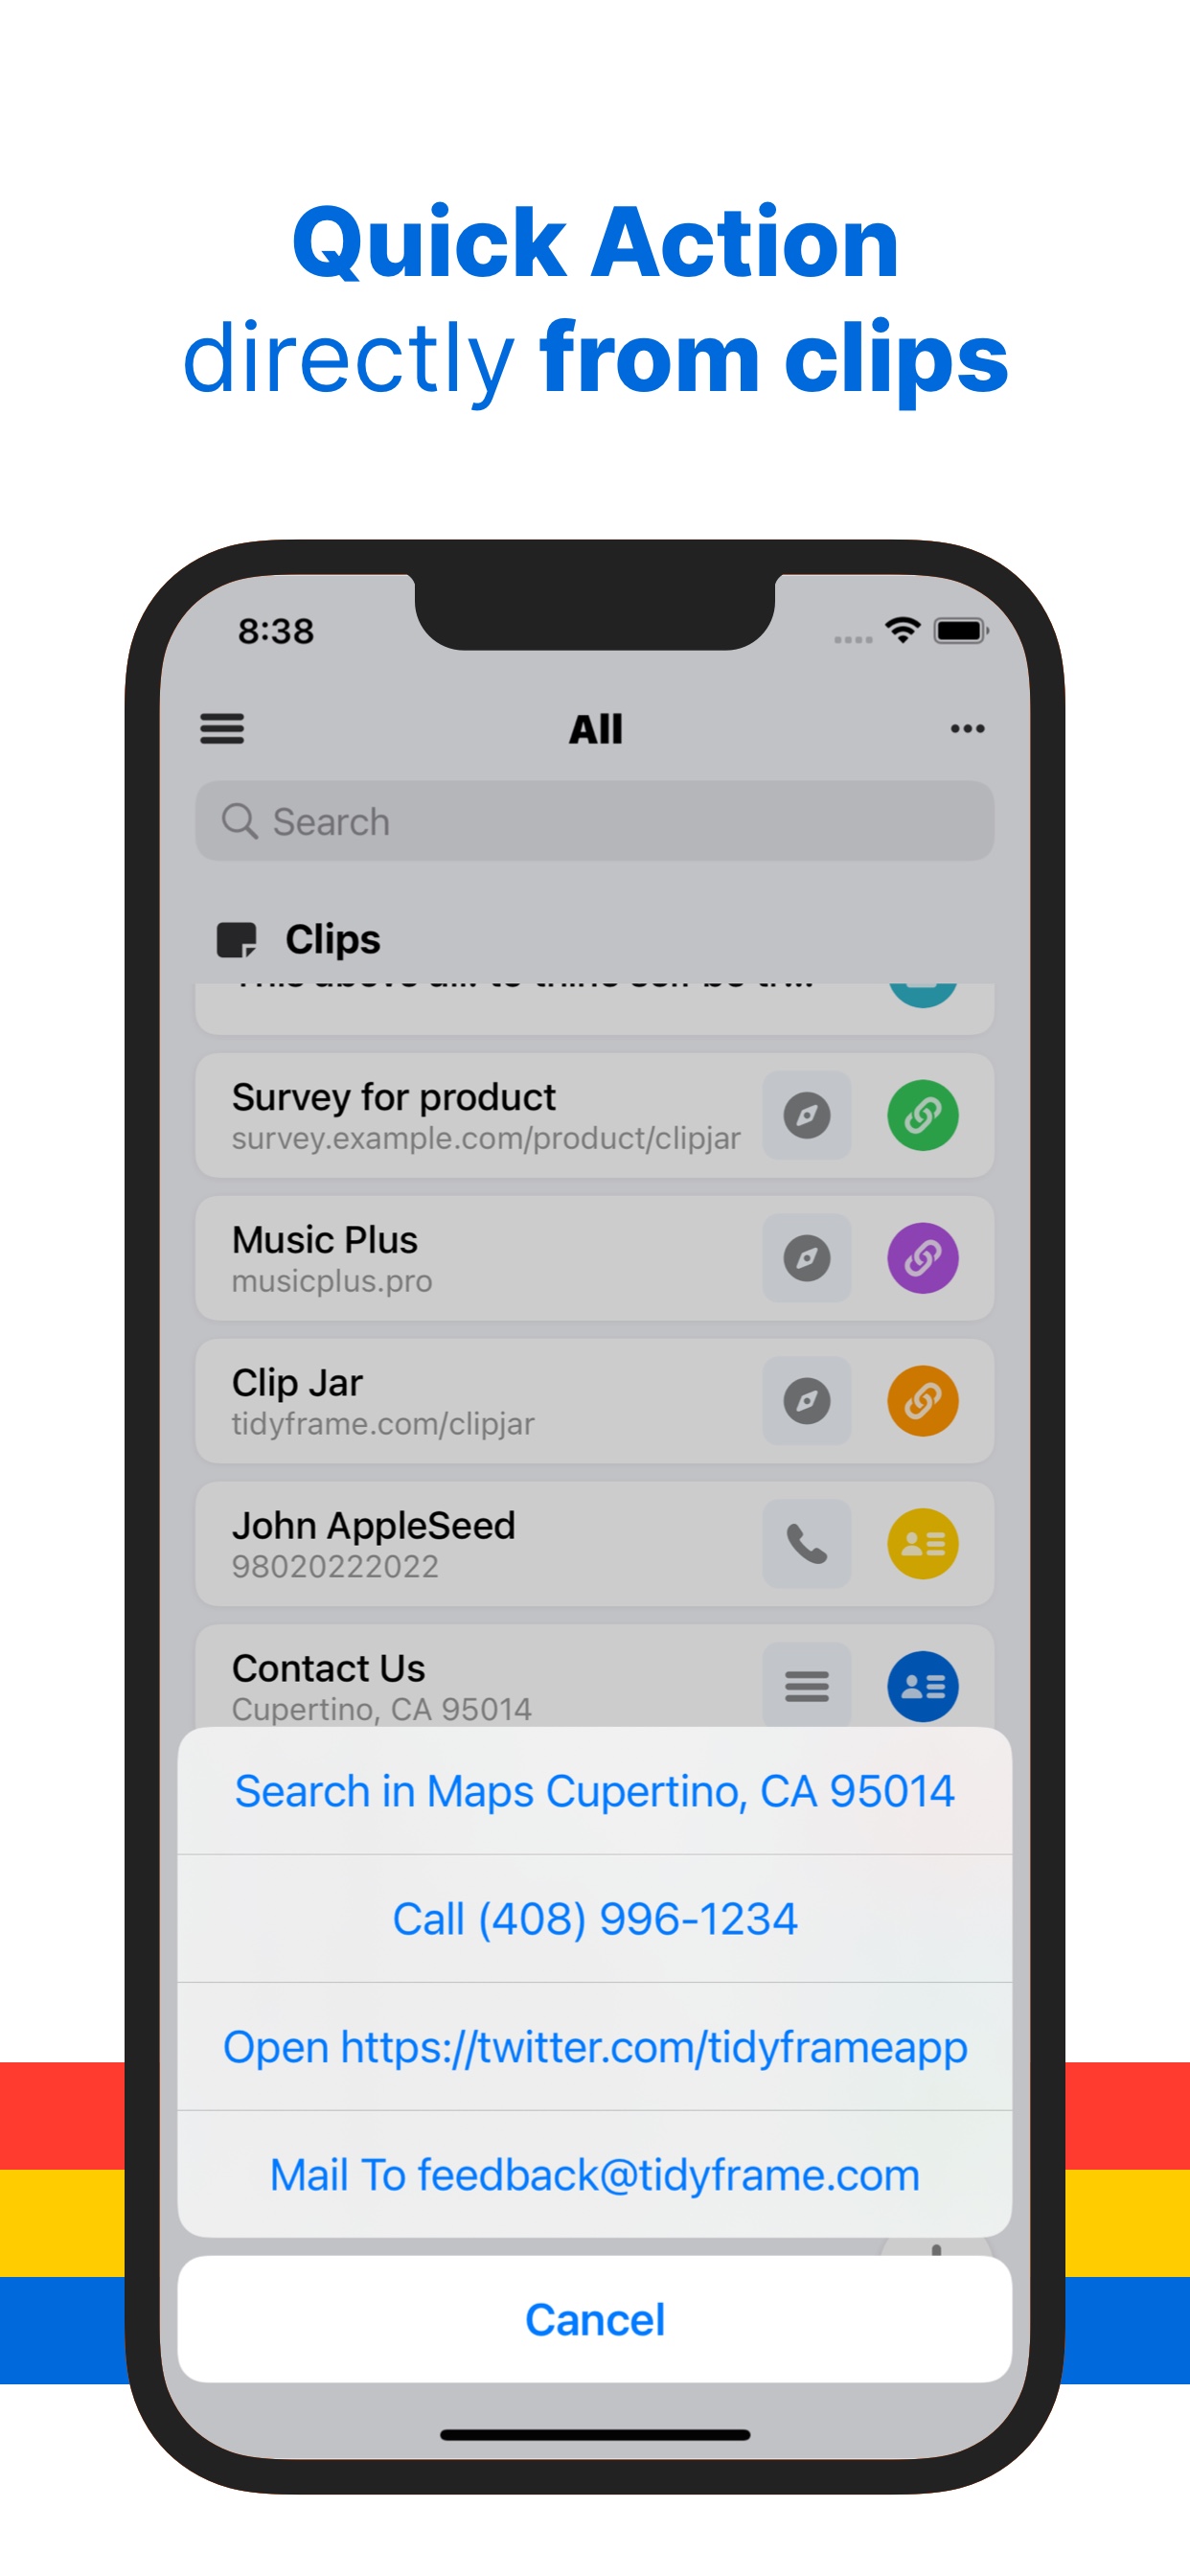 Quick Action
directly from clips
8:38
All
Search
Clips
Survey for product
survey.example.com/product/clipjar
Music Plus
musicplus.pro
Clip Jar
tidyframe.com/clipjar
John AppleSeed
98020222022
Contact Us
Cupertino, CA 95014
Search in Maps Cupertino, CA 95014
Call (408) 996-1234
Open https://twitter.com/tidyframeapp
Mail To feedback@tidyframe.com
Cancel